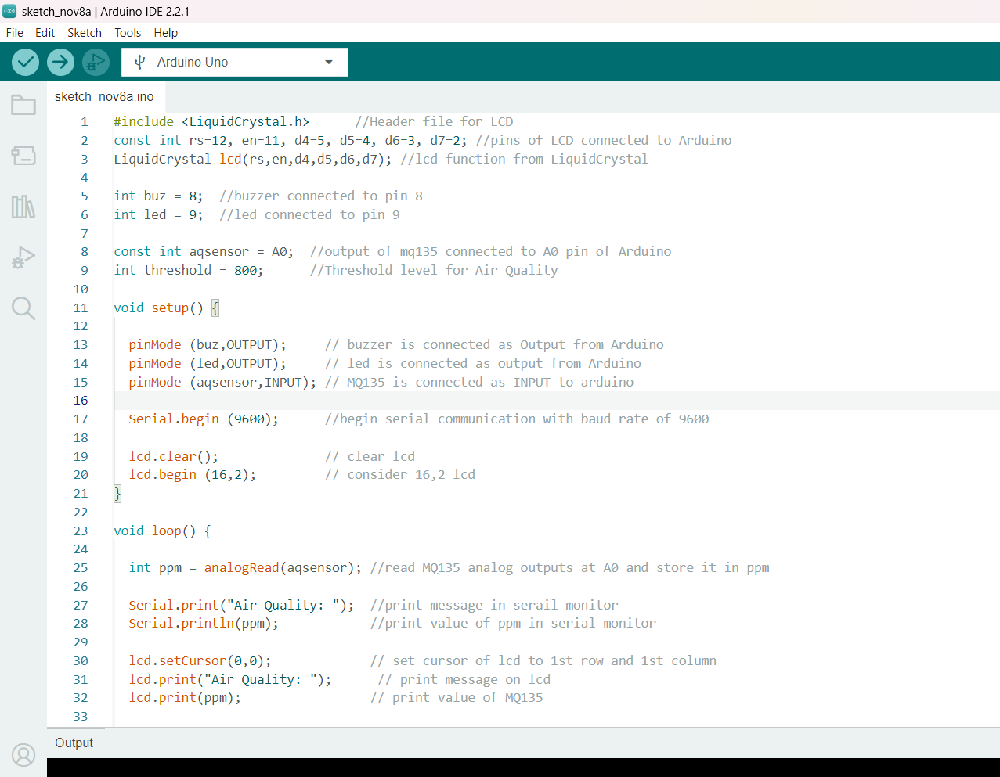 sketch_nov8a | Arduino IDE 2.2.1
File Edit Sketch Tools Help
Arduino Uno
sketch_nov8a.ino
1 #include <LiquidCrystal.h> //Header file for LCD
2 const int rs=12, en=11, d4=5, d5=4, d6=3, d7=2; //pins of LCD connected to Arduino
3 LiquidCrystal lcd(rs,en,d4,d5,d6,d7); //lcd function from LiquidCrystal
4
5 int buz = 8; //buzzer connected to pin 8
6 int led = 9; //led connected to pin 9
7
8 const int aqsensor = A0; //output of mq135 connected to A0 pin of Arduino
9 int threshold = 800; //Threshold level for Air Quality
10
11 void setup() {
12
13 pinMode (buz,OUTPUT); // buzzer is connected as Output from Arduino
14 pinMode (led,OUTPUT); // led is connected as output from Arduino
15 pinMode (aqsensor,INPUT); // MQ135 is connected as INPUT to arduino
16
17 Serial.begin (9600); //begin serial communication with baud rate of 9600
18
19 lcd.clear(); // clear lcd
20 lcd.begin (16,2); // consider 16,2 lcd
21 }
22
23 void loop() {
24
25 int ppm = analogRead(aqsensor); //read MQ135 analog outputs at A0 and store it in ppm
26
27 Serial.print("Air Quality: "); //print message in serail monitor
28 Serial.println(ppm); //print value of ppm in serial monitor
29
30 lcd.setCursor(0,0); // set cursor of lcd to 1st row and 1st column
31 lcd.print("Air Quality: "); // print message on lcd
32 lcd.print(ppm); // print value of MQ135
33
Output